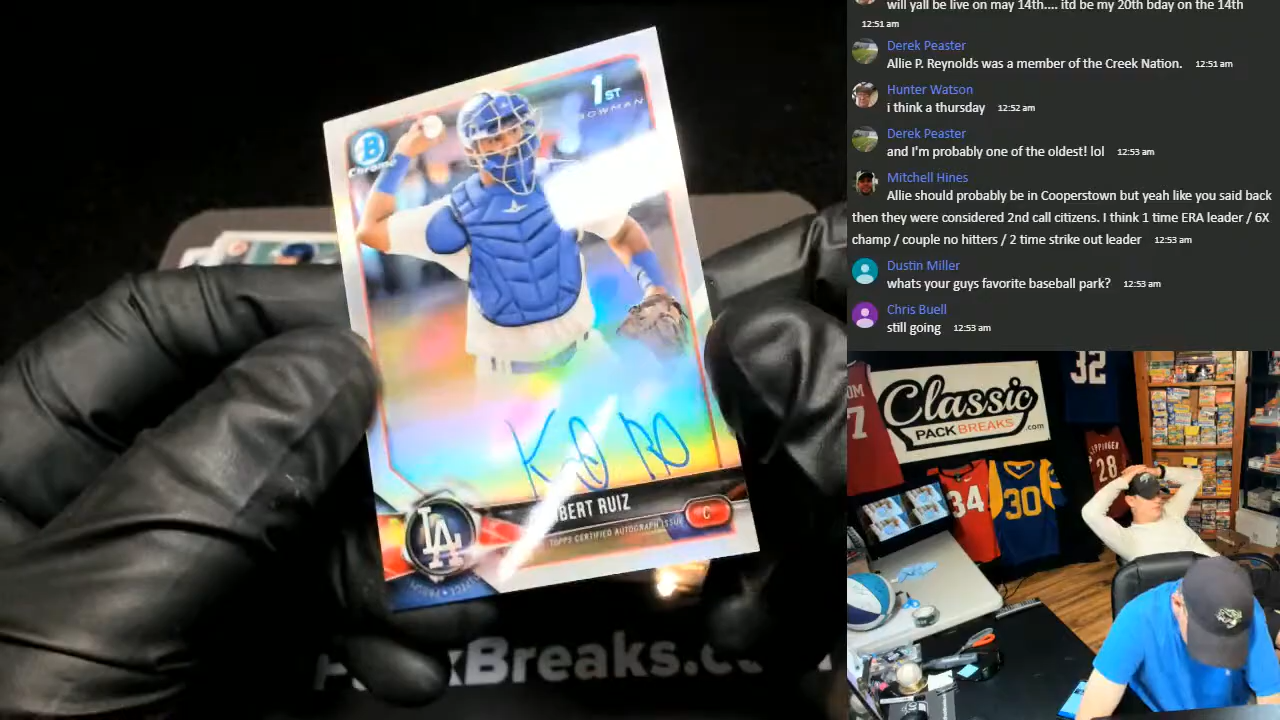 will yall be live on may 14th.... itd be my 20th bday on the 14th
12:51 am
Derek Peaster
Allie P. Reynolds was a member of the Creek Nation. 12:51 am
Hunter Watson
i think a thursday 12:52 am
Derek Peaster
and I'm probably one of the oldest! lol 12:53 am
Mitchell Hines
Allie should probably be in Cooperstown but yeah like you said back
then they were considered 2nd call citizens. I think 1 time ERA leader / 6X
champ / couple no hitters / 2 time strike out leader 12:53 am
Dustin Miller
whats your guys favorite baseball park? 12:53 am
Chris Buell
still going 12:53 am
1ST
BOWMAN
B
Chrome
BERT RUIZ
C
TOPPS CERTIFIED AUTOGRAPH ISSUE
LA
kBreaks.c
Classic
PACK BREAKS .com
32
7
28
34
30